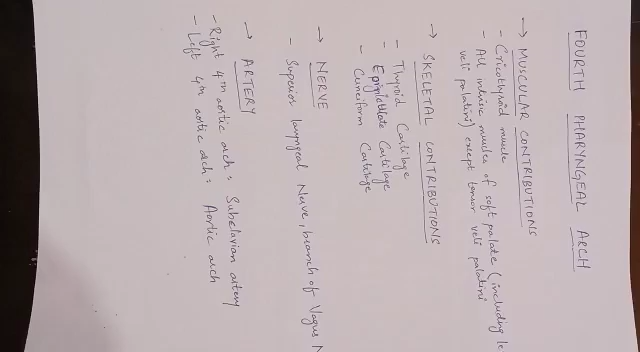 FOURTH PHARYNGEAL ARCH
→ MUSCULAR CONTRIBUTIONS
- Cricothyroid muscle
- All intrinsic muscles of soft palate (including le
veli palatini) except tensor veli palatini
→ SKELETAL CONTRIBUTIONS
- Thyroid Cartilage
- Epiglottic Cartilage
- Cuneiform Cartilage
→ NERVE
- Superior laryngeal Nerve, branch of Vagus N
→ ARTERY
- Right 4th aortic arch: Subclavian artery
- Left 4th aortic arch: Aortic arch